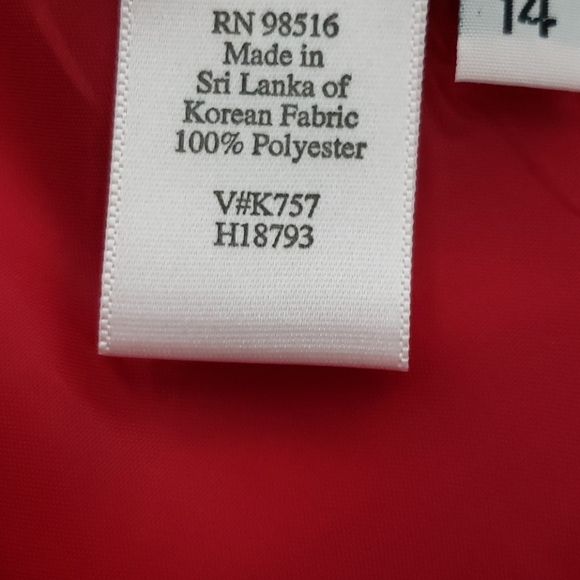 RN 98516
Made in
Sri Lanka of
Korean Fabric
100% Polyester
V#K757
H18793
14